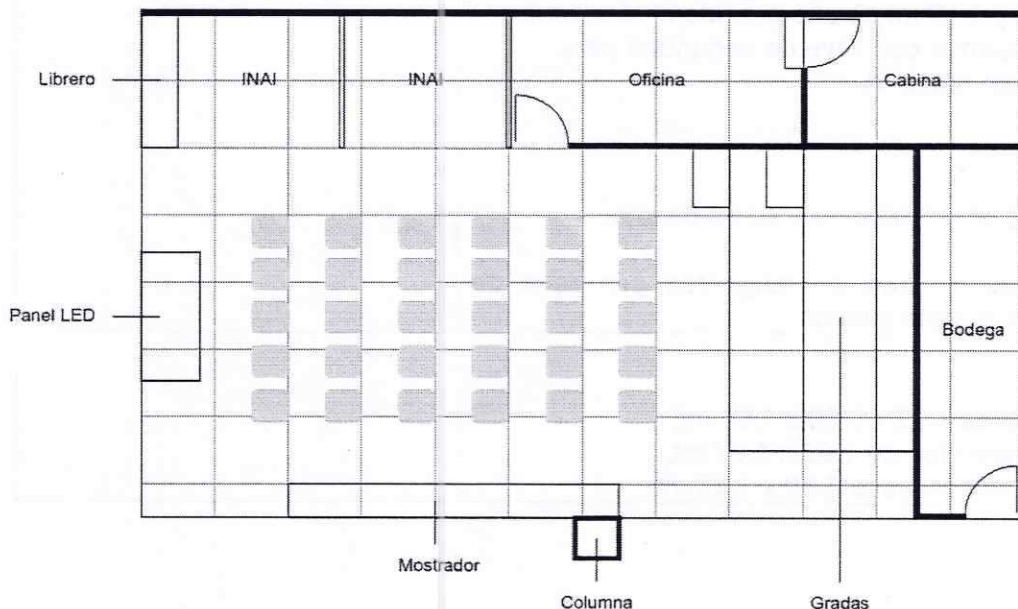 Librero
INAI
INAI
Oficina
Cabina
Panel LED
Bodega
Mostrador
Columna
Gradas